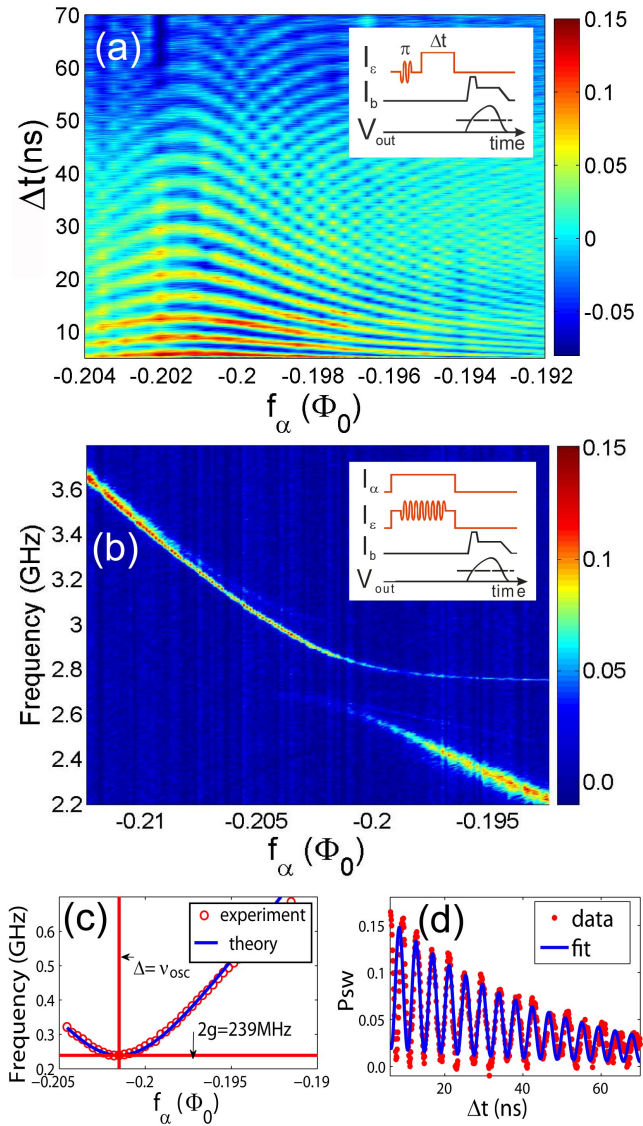 (a)
Δt(ns)
70
60
50
40
30
20
10
-0.204 -0.202 -0.2 -0.198 -0.196 -0.194 -0.192
f_α (Φ_0)
0.15
0.1
0.05
0
-0.05
I_ε π Δt
I_b
V_out
time
(b)
Frequency (GHz)
3.6
3.4
3.2
3
2.8
2.6
2.4
2.2
-0.21 -0.205 -0.2 -0.195
f_α (Φ_0)
0.15
0.10
0.05
0.0
I_α
I_ε
I_b
V_out
time
(c)
Frequency (GHz)
0.7
0.5
0.4
0.3
0.2
experiment
theory
Δ= ν_osc
2g=239MHz
−0.205 −0.2 −0.195 −0.19
f_α (Φ_0)
(d)
Psw
0.15
0.1
0.05
0.0
data
fit
20 40 60
Δt (ns)